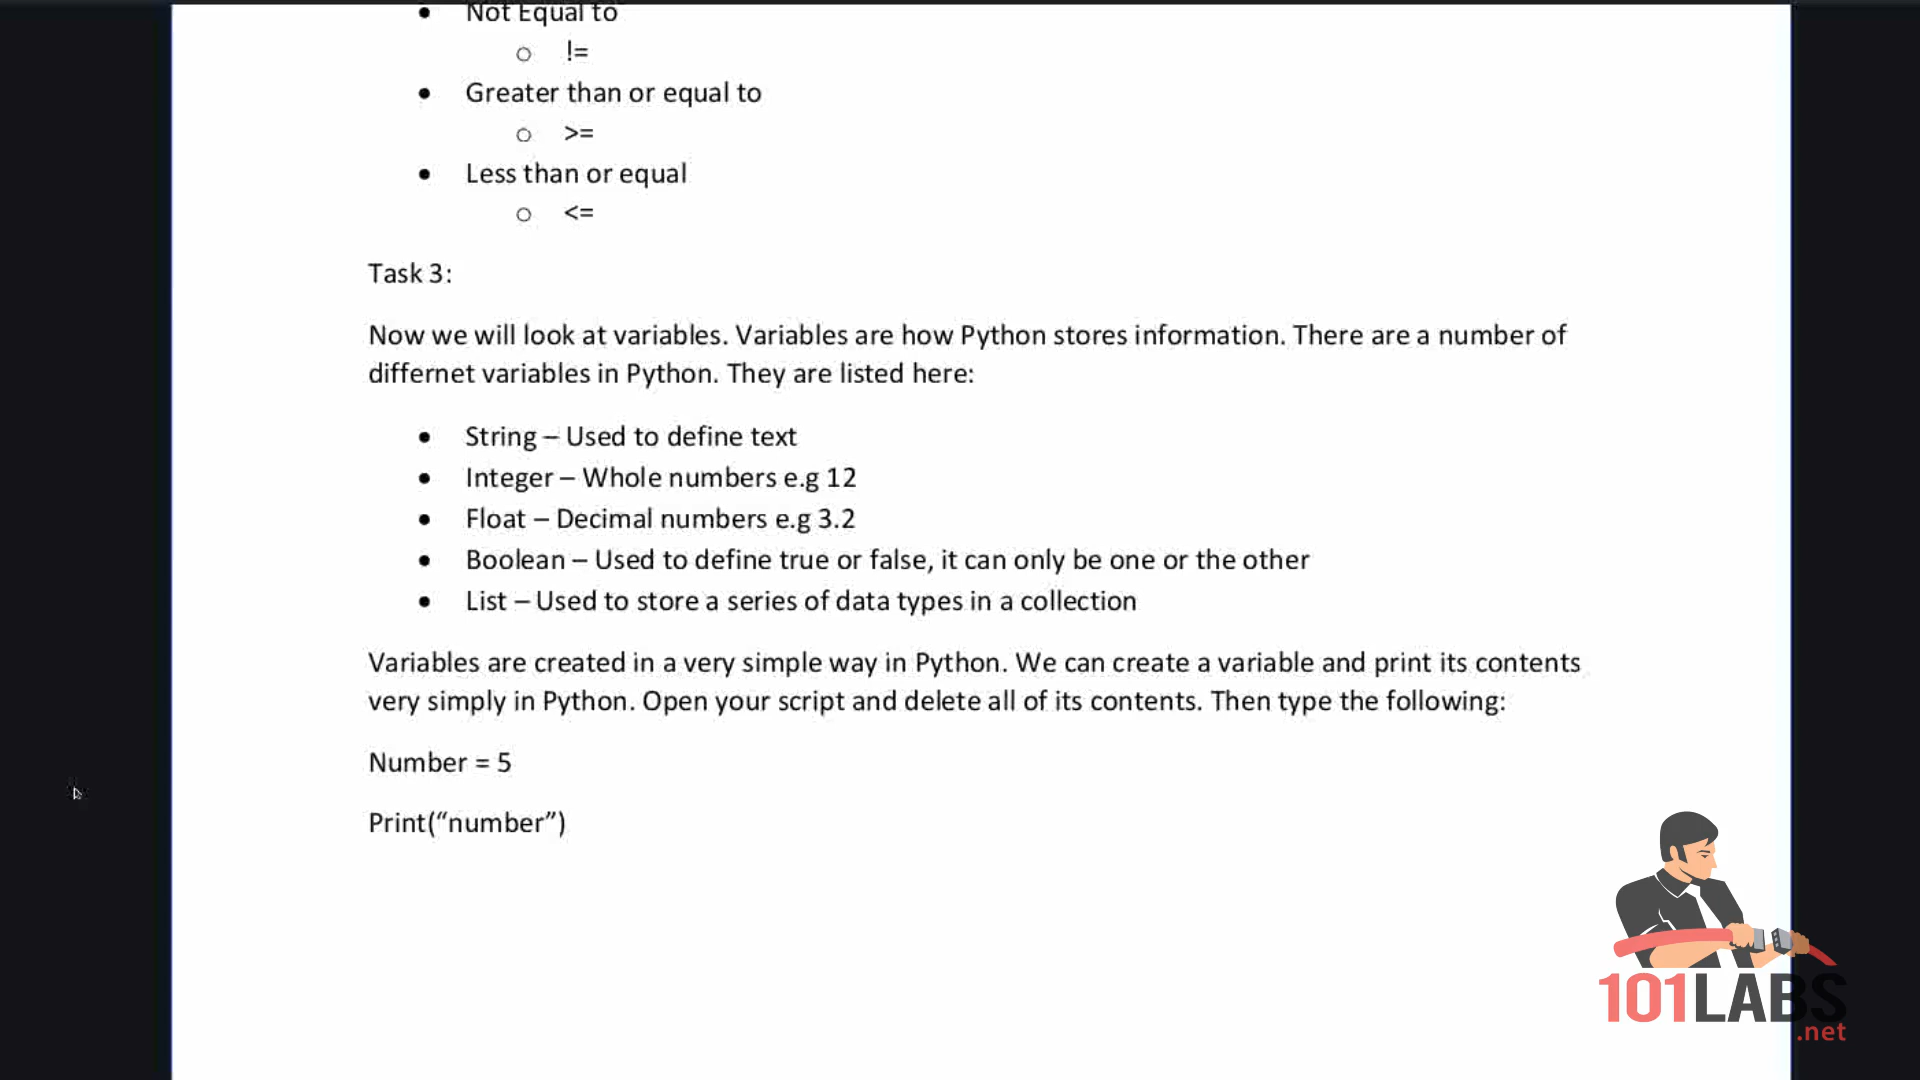 Not Equal to
!=
Greater than or equal to
>=
Less than or equal
<=
Task 3:
Now we will look at variables. Variables are how Python stores information. There are a number of
differnet variables in Python. They are listed here:
String – Used to define text
Integer – Whole numbers e.g 12
Float – Decimal numbers e.g 3.2
Boolean – Used to define true or false, it can only be one or the other
List – Used to store a series of data types in a collection
Variables are created in a very simple way in Python. We can create a variable and print its contents
very simply in Python. Open your script and delete all of its contents. Then type the following:
Number = 5
Print(“number”)
101LABS
.net